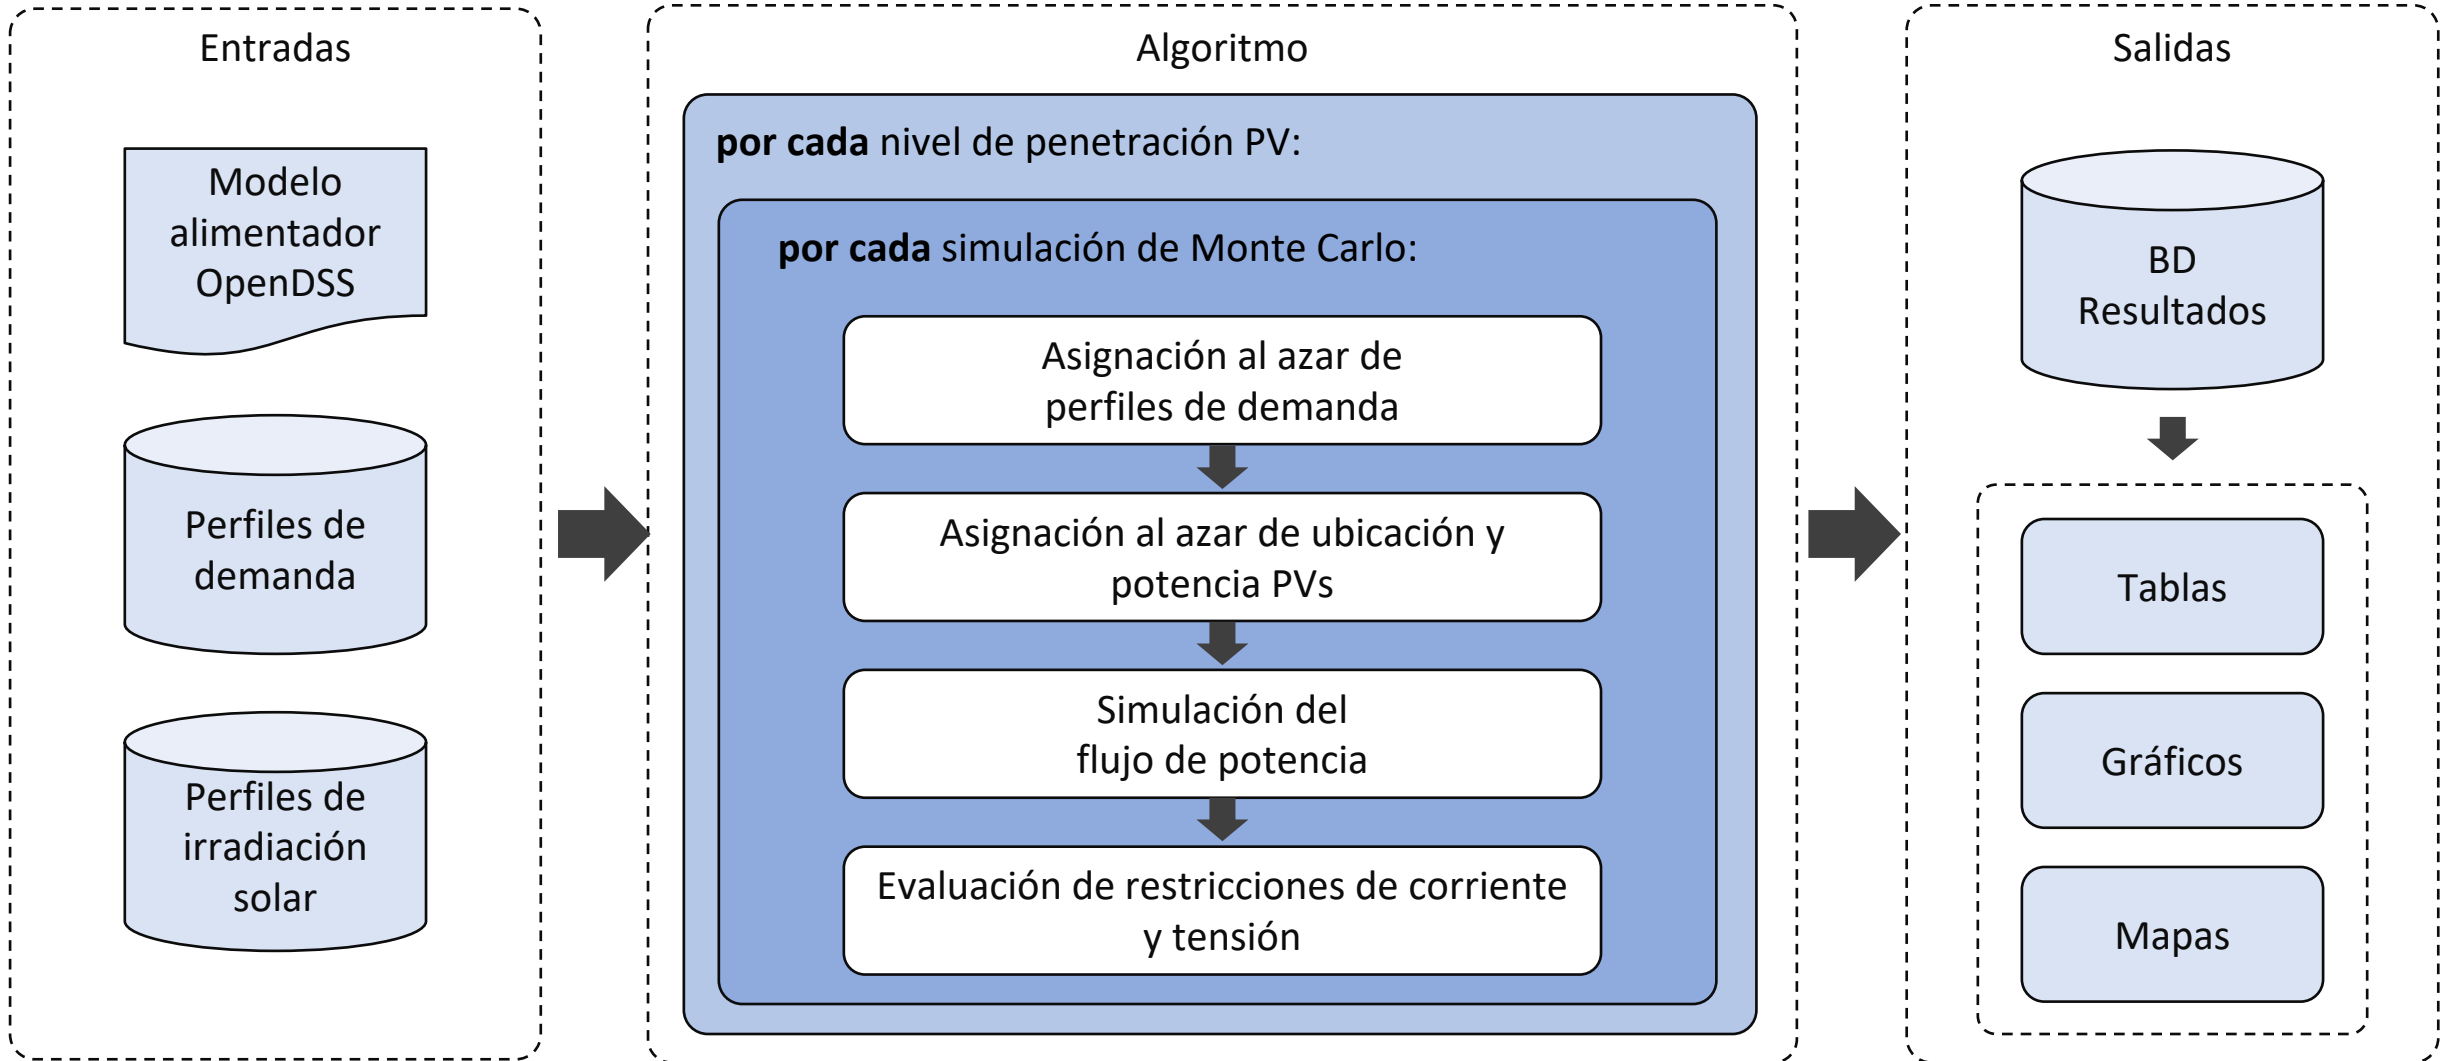 Entradas
Modelo
alimentador
OpenDSS
Perfiles de
demanda
Perfiles de
irradiación
solar
Algoritmo
por cada nivel de penetración PV:
por cada simulación de Monte Carlo:
Asignación al azar de
perfiles de demanda
Asignación al azar de ubicación y
potencia PVs
Simulación del
flujo de potencia
Evaluación de restricciones de corriente
y tensión
Salidas
BD
Resultados
Tablas
Gráficos
Mapas